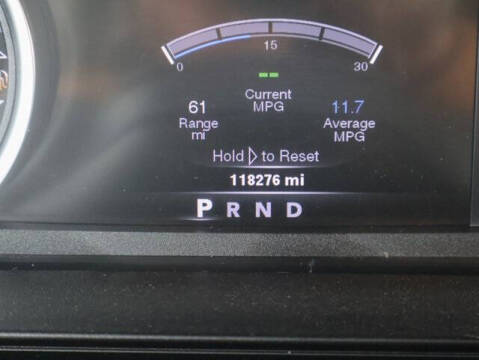 15
0 30
--
61 Current 11.7
Range MPG Average
mi MPG
Hold ▷ to Reset
118276 mi
P R N D